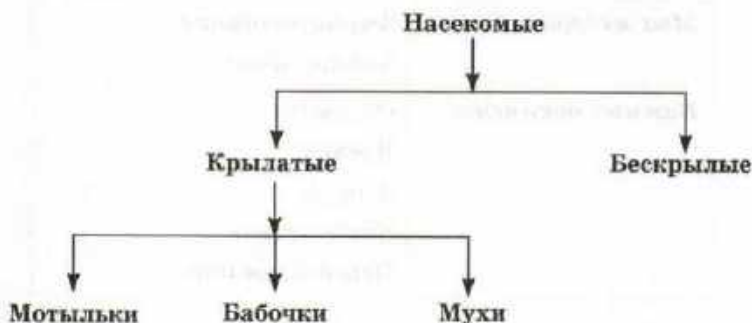 Насекомые
Крылатые Бескрылые
Мотыльки Бабочки Мухи